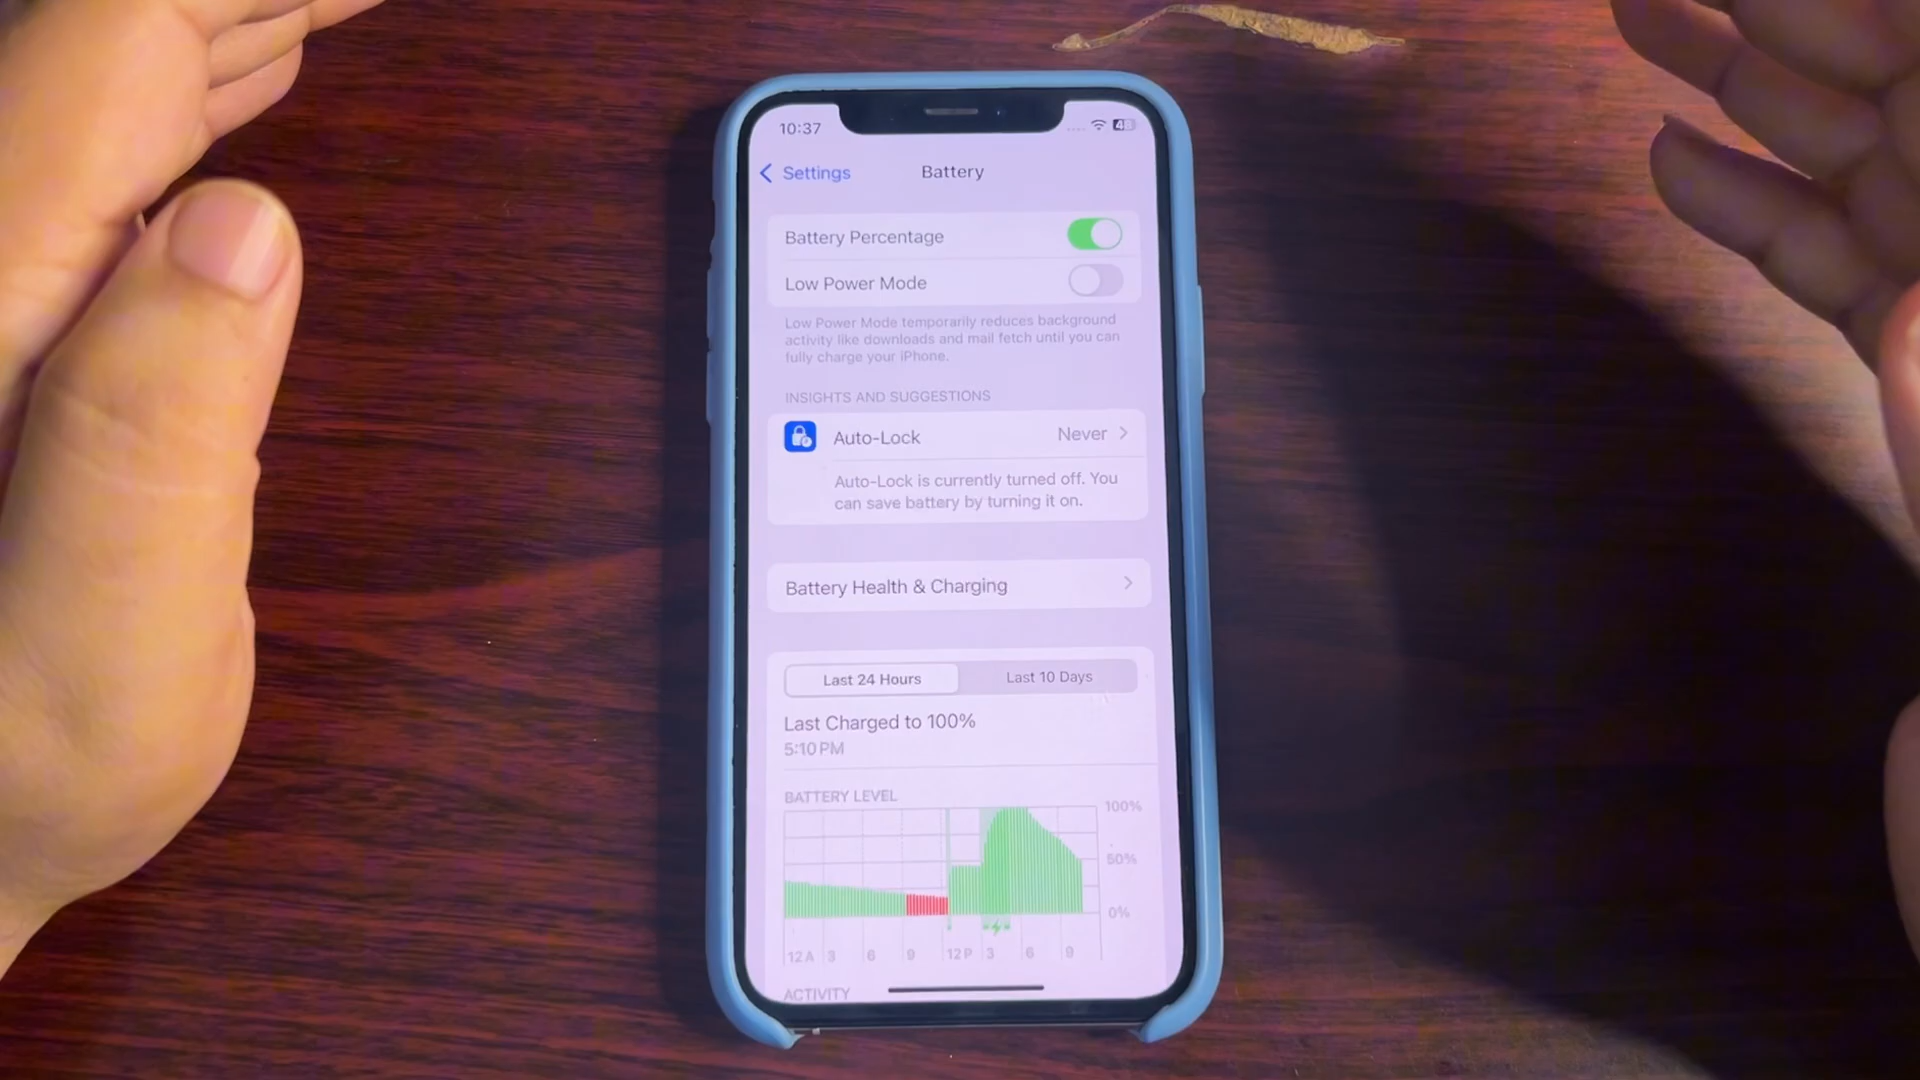 10:37
48
Settings
Battery
Battery Percentage
Low Power Mode
Low Power Mode temporarily reduces background
activity like downloads and mail fetch until you can
fully charge your iPhone.
INSIGHTS AND SUGGESTIONS
Auto-Lock
Never
Auto-Lock is currently turned off. You
can save battery by turning it on.
Battery Health & Charging
Last 24 Hours
Last 10 Days
Last Charged to 100%
5:10 PM
BATTERY LEVEL
100%
50%
0%
12 A 3 6 9 12 P 3 6 9
ACTIVITY